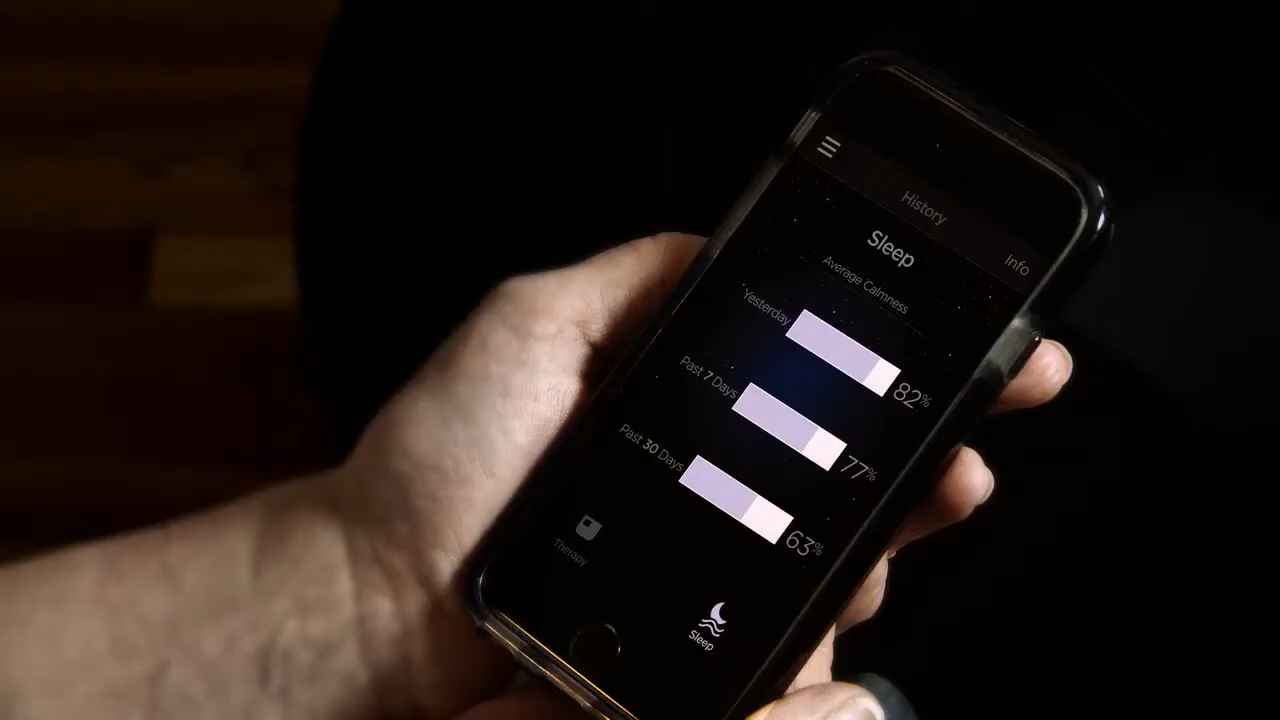 History
Info
Sleep
Average Calmness
Yesterday 82%
Past 7 Days 77%
Past 30 Days 63%
Therapy
Sleep